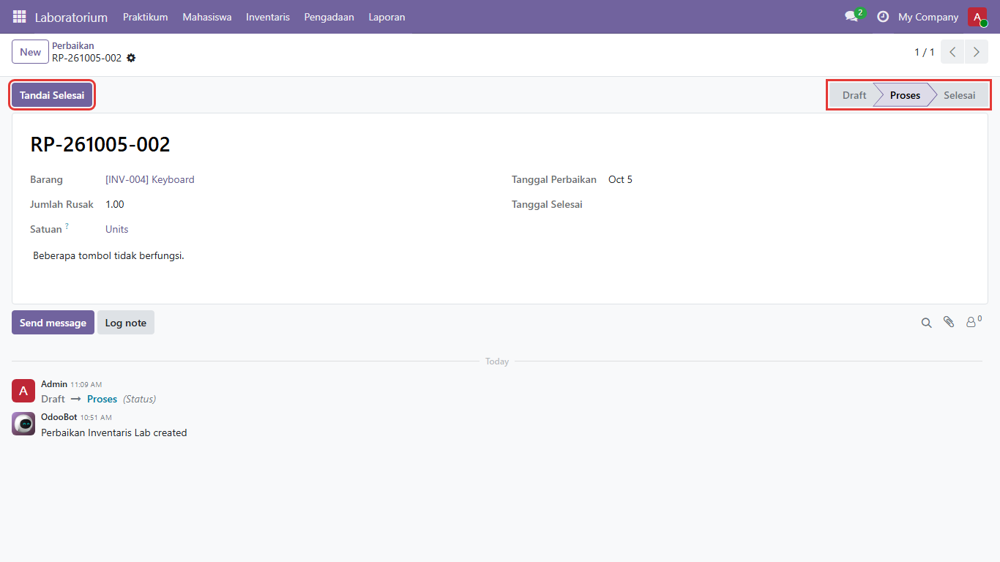 Laboratorium Praktikum Mahasiswa Inventaris Pengadaan Laporan 2 My Company A
New Perbaikan
RP-261005-002 1 / 1
Tandai Selesai Draft Proses Selesai
RP-261005-002
Barang [INV-004] Keyboard Tanggal Perbaikan Oct 5
Jumlah Rusak 1.00 Tanggal Selesai
Satuan ? Units
Beberapa tombol tidak berfungsi.
Send message Log note 0
Today
A Admin 11:09 AM
Draft → Proses (Status)
OdooBot 10:51 AM
Perbaikan Inventaris Lab created